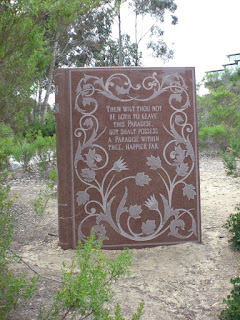 THEN WILT THOU NOT
BE LOTH TO LEAVE
THIS PARADISE,
BUT SHALT POSSESS
A PARADISE WITHIN
THEE, HAPPIER FAR